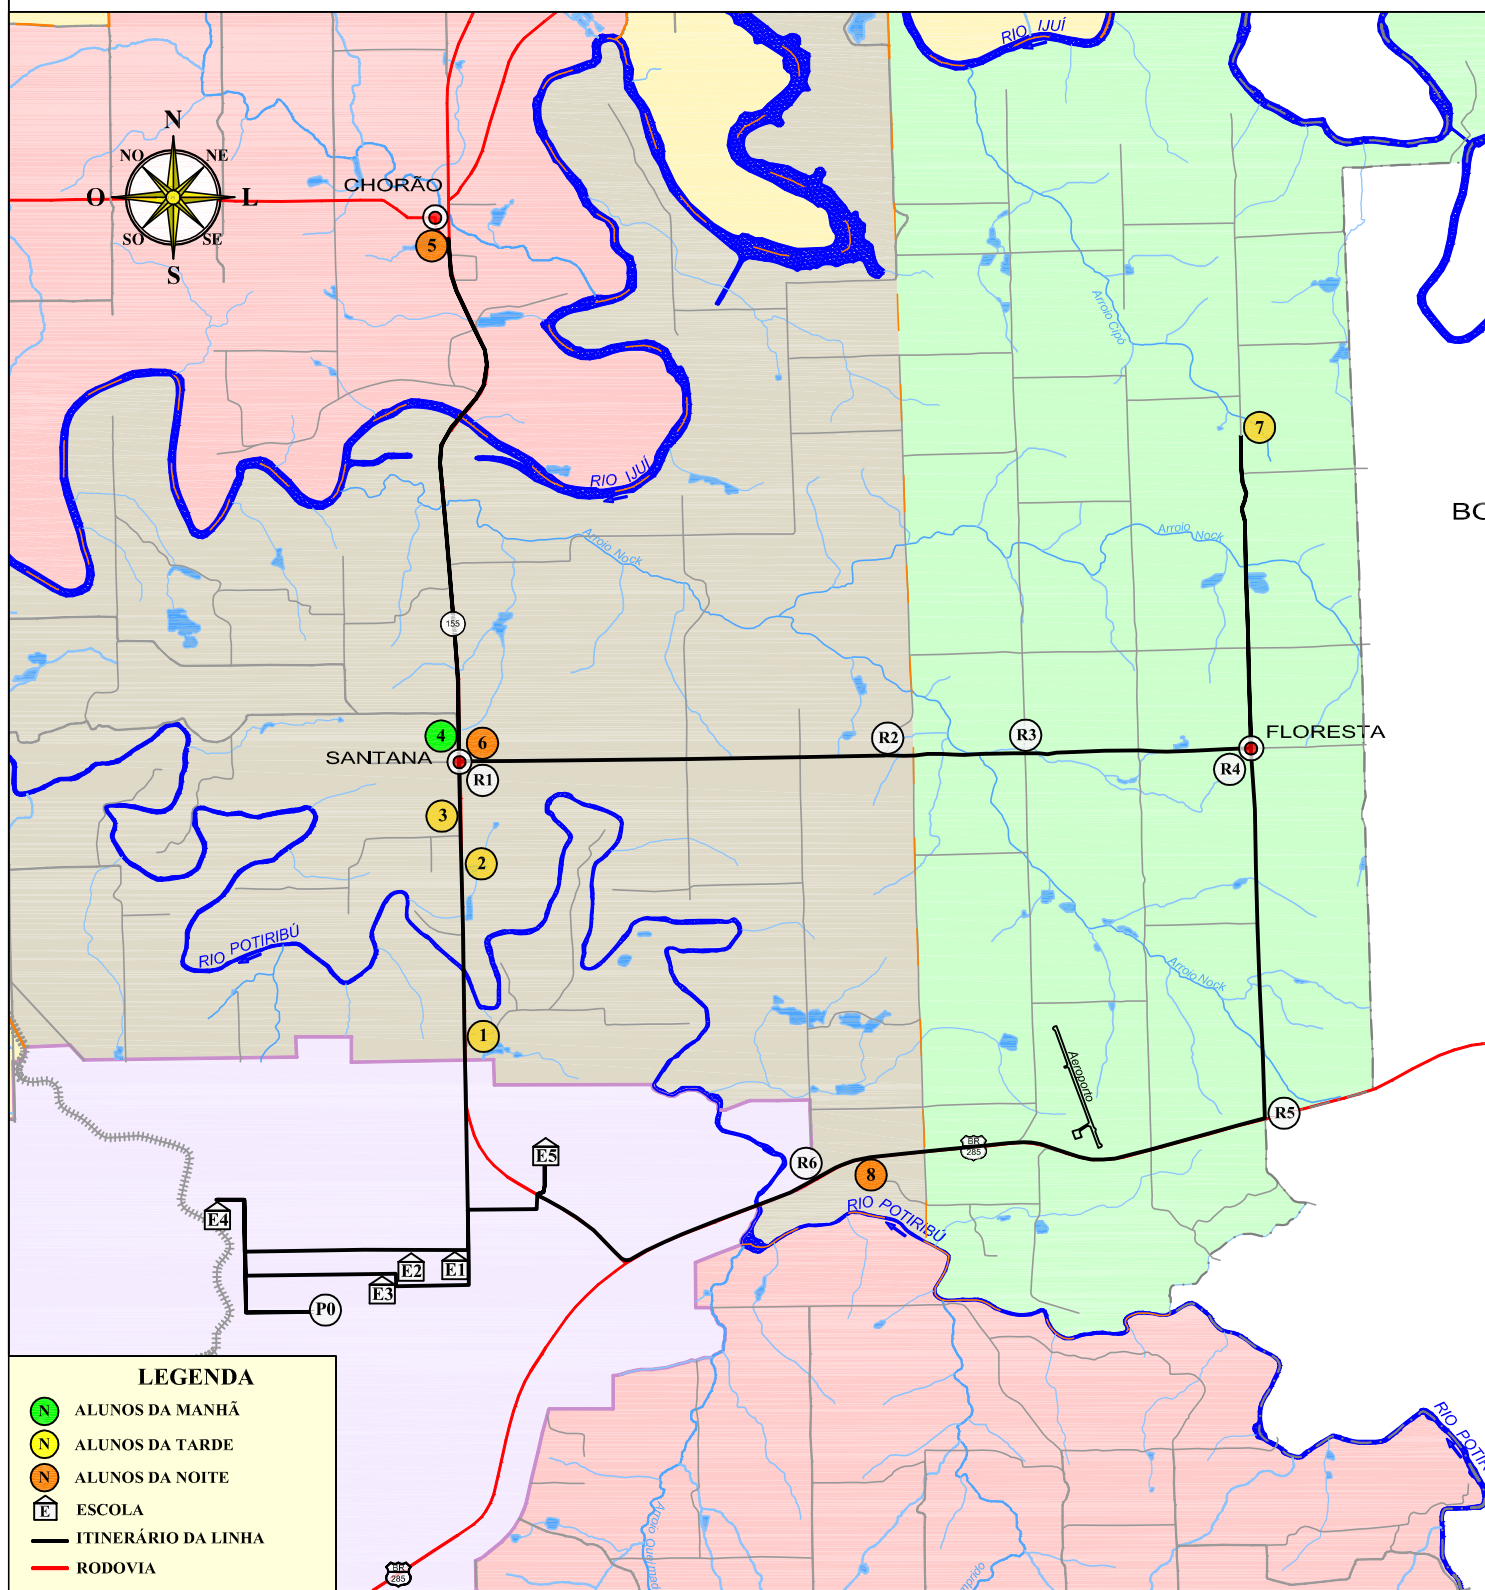 RIO IJUÍ
N
NO
NE
O
L
SO
SE
S
CHORÃO
5
Arroio Cipó
7
RIO IJUÍ
BO
Arroio Nock
Arroio Nock
155
4
6
SANTANA
R1
R2
R3
FLORESTA
R4
3
2
RIO POTIRIBÚ
Arroio Nock
1
Aeroporto
R5
BR
285
E5
R6
8
RIO POTIRIBÚ
E4
E2
E1
E3
P0
LEGENDA
N ALUNOS DA MANHÃ
N ALUNOS DA TARDE
N ALUNOS DA NOITE
E ESCOLA
ITINERÁRIO DA LINHA
RODOVIA
BR
285
RIO POTIR